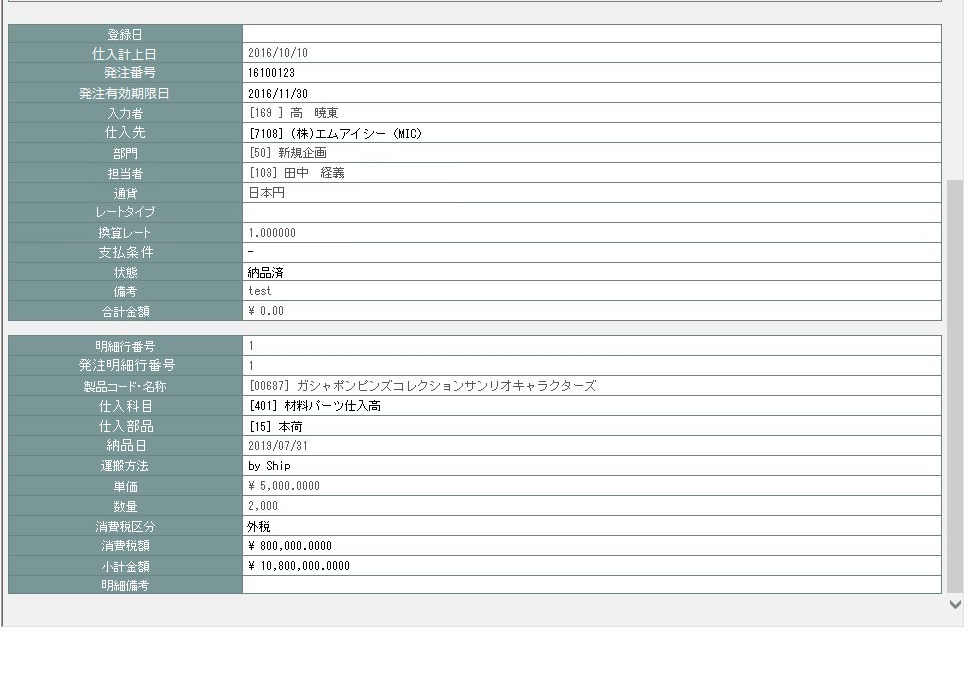 登録日
仕入計上日 2016/10/10
発注番号 16100123
発注有効期限日 2016/11/30
入力者 [169 ] 高　暁東
仕入先 [7108] (株)エムアイシー（MIC）
部門 [50] 新規企画
担当者 [103] 田中　経義
通貨 日本円
レートタイプ
換算レート 1.000000
支払条件 -
状態 納品済
備考 test
合計金額 ¥ 0.00
明細行番号 1
発注明細行番号 1
製品コード・名称 [00687] ガシャポンピンズコレクションサンリオキャラクターズ
仕入科目 [401] 材料パーツ仕入高
仕入部品 [15] 本荷
納品日 2019/07/31
運搬方法 by Ship
単価 ¥ 5,000.0000
数量 2,000
消費税区分 外税
消費税額 ¥ 800,000.0000
小計金額 ¥ 10,800,000.0000
明細備考